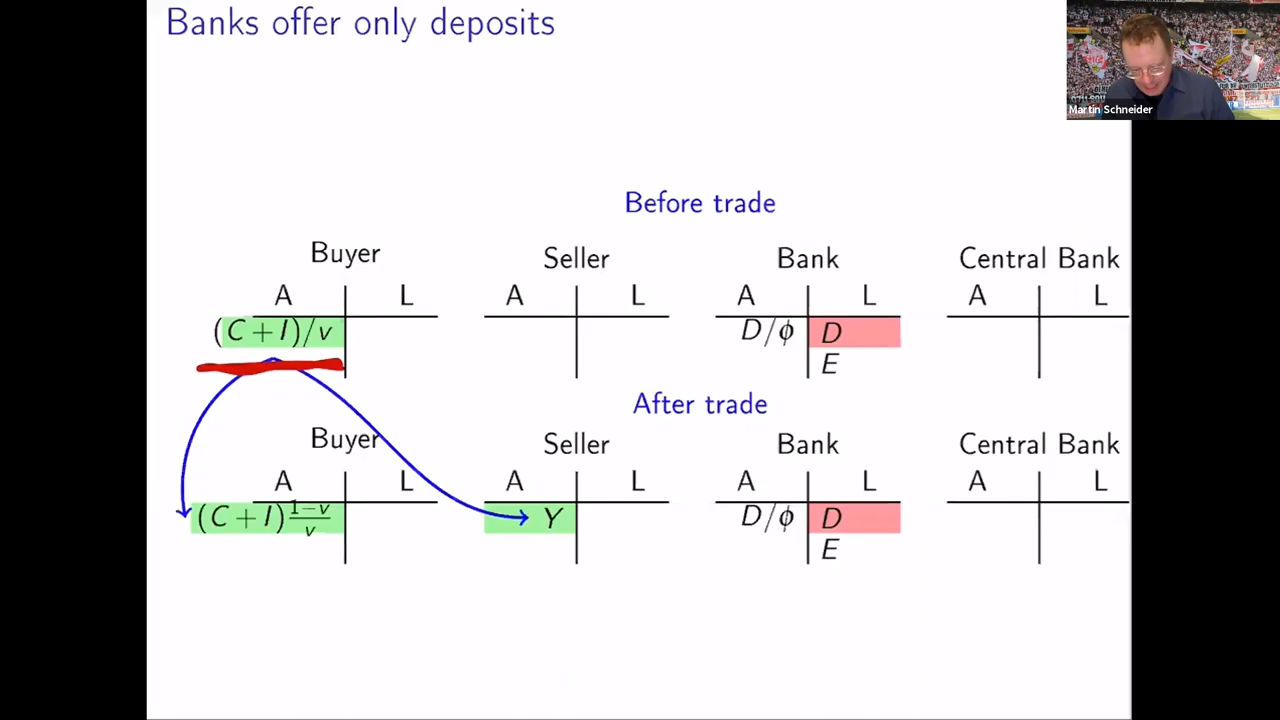 Banks offer only deposits
Martin Schneider
Before trade
Buyer Seller Bank Central Bank
A L A L A L A L
(C + I)/v D/ϕ D
E
After trade
Buyer Seller Bank Central Bank
A L A L A L A L
(C + I) 1−v/v Y D/ϕ D
E